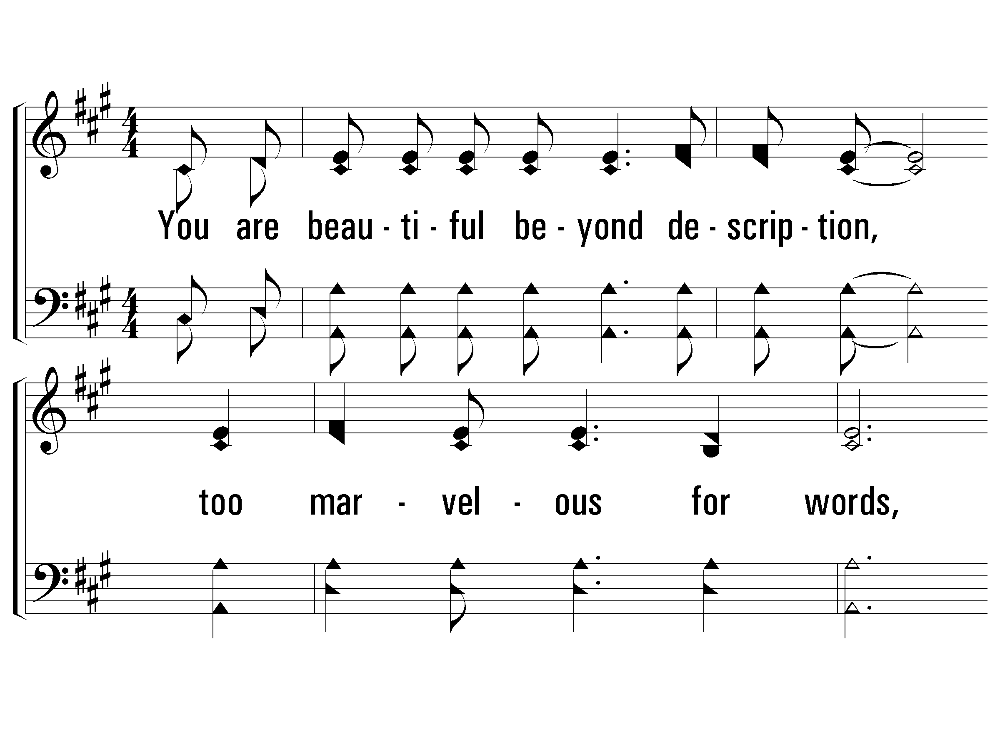 You are beau - ti - ful be - yond de - scrip - tion,
too mar - vel - ous for words,